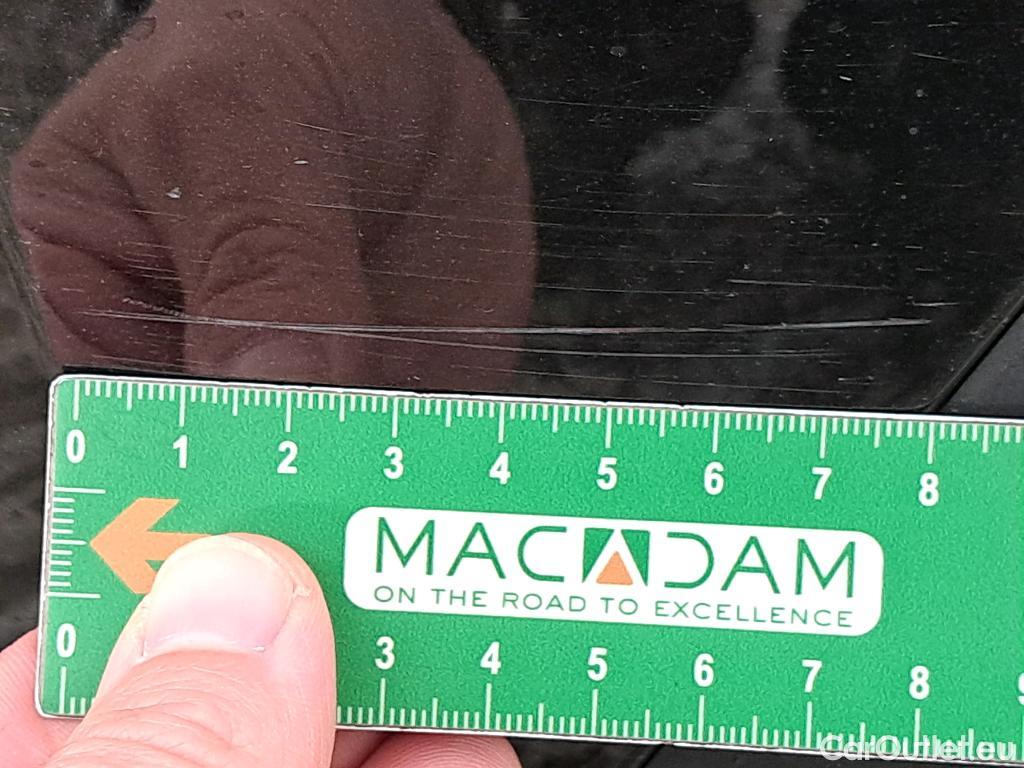 0 1 2 3 4 5 6 7 8
MACADAM
ON THE ROAD TO EXCELLENCE
0 3 4 5 6 7 8
CarOutlet.eu